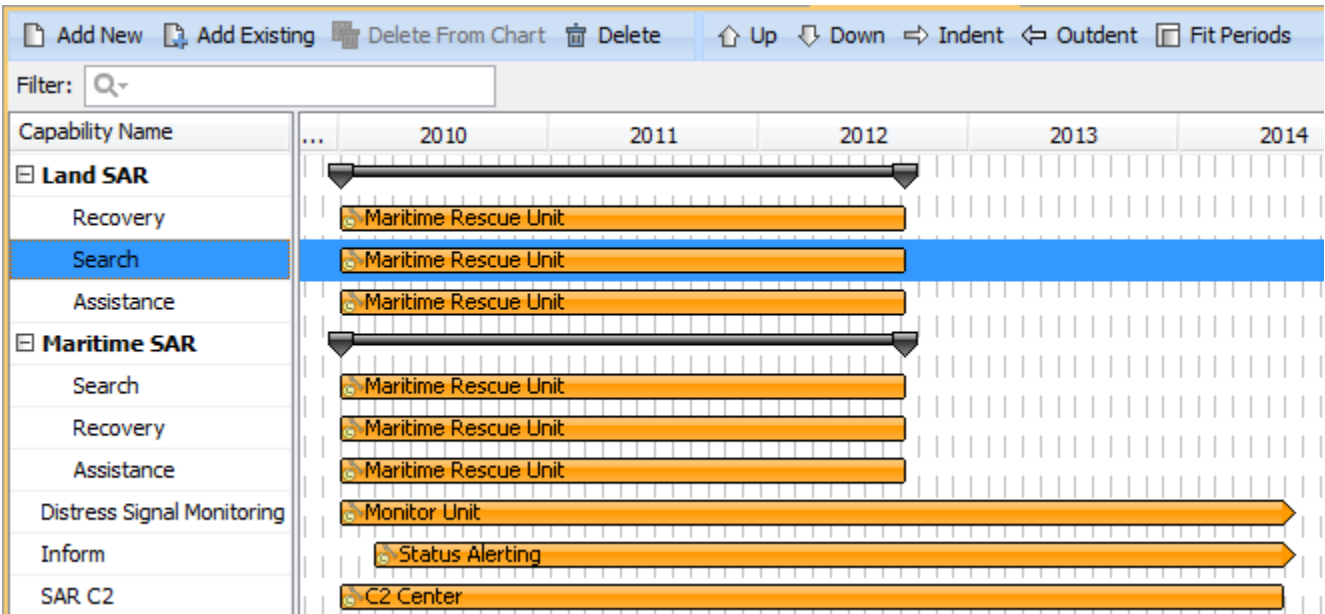 Add New Add Existing Delete From Chart Delete Up Down Indent Outdent Fit Periods
Filter:
Capability Name ... 2010 2011 2012 2013 2014
Land SAR
Recovery Maritime Rescue Unit
Search Maritime Rescue Unit
Assistance Maritime Rescue Unit
Maritime SAR
Search Maritime Rescue Unit
Recovery Maritime Rescue Unit
Assistance Maritime Rescue Unit
Distress Signal Monitoring Monitor Unit
Inform Status Alerting
SAR C2 C2 Center